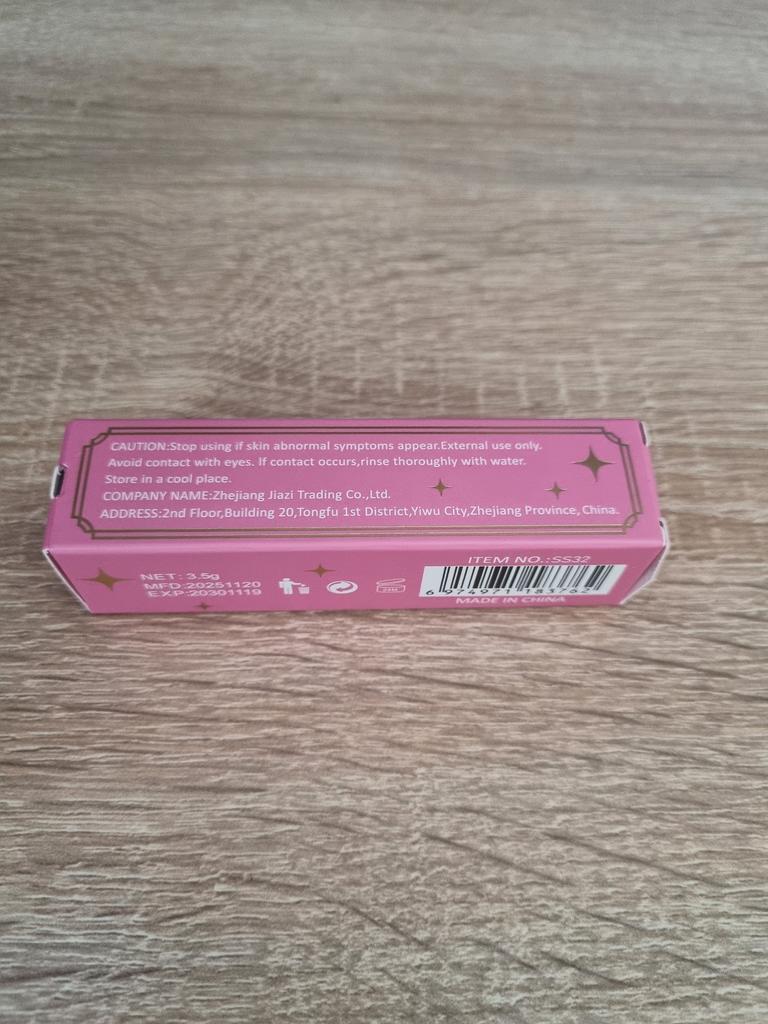 CAUTION:Stop using if skin abnormal symptoms appear.External use only.
Avoid contact with eyes. If contact occurs,rinse thoroughly with water.
Store in a cool place.
COMPANY NAME:Zhejiang Jiazi Trading Co.,Ltd.
ADDRESS:2nd Floor,Building 20,Tongfu 1st District,Yiwu City,Zhejiang Province, China.
ITEM NO.:SS32
NET: 3.5g
MFD:20251120
EXP:20301119
6 974971 183762
MADE IN CHINA